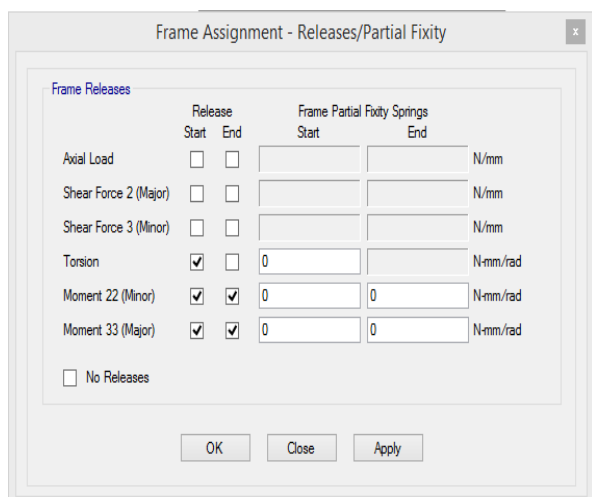 Frame Assignment - Releases/Partial Fixity
x
Frame Releases
Release Frame Partial Fixity Springs
Start End Start End
Axial Load N/mm
Shear Force 2 (Major) N/mm
Shear Force 3 (Minor) N/mm
Torsion 0 N-mm/rad
Moment 22 (Minor) 0 0 N-mm/rad
Moment 33 (Major) 0 0 N-mm/rad
No Releases
OK Close Apply